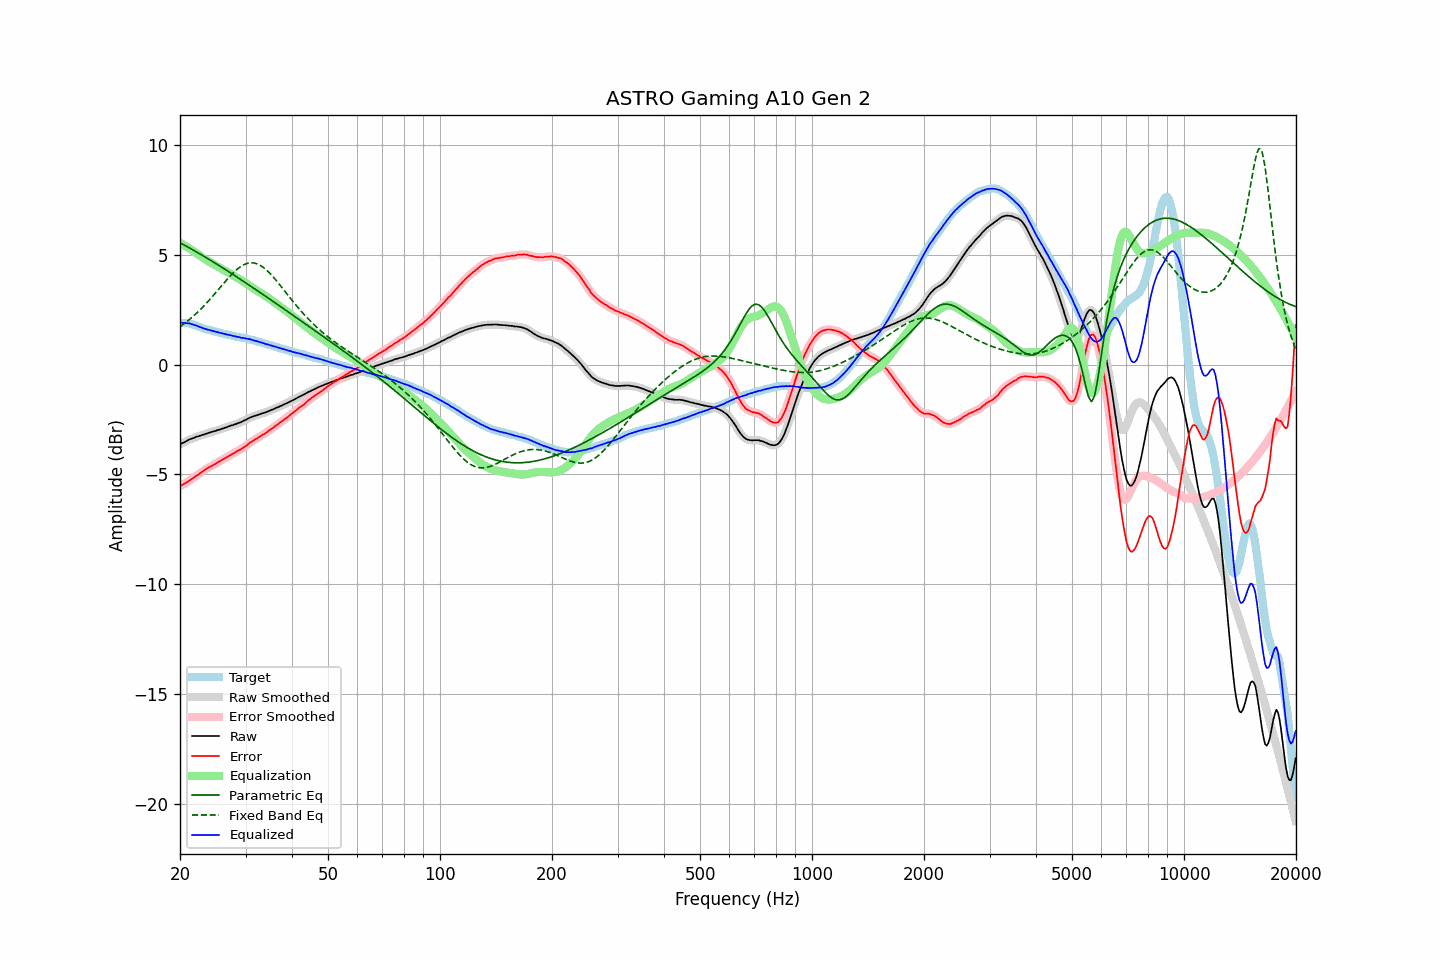 ASTRO Gaming A10 Gen 2
10
5
0
−5
−10
−15
−20
Amplitude (dBr)
Target
Raw Smoothed
Error Smoothed
Raw
Error
Equalization
Parametric Eq
Fixed Band Eq
Equalized
20 50 100 200 500 1000 2000 5000 10000 20000
Frequency (Hz)